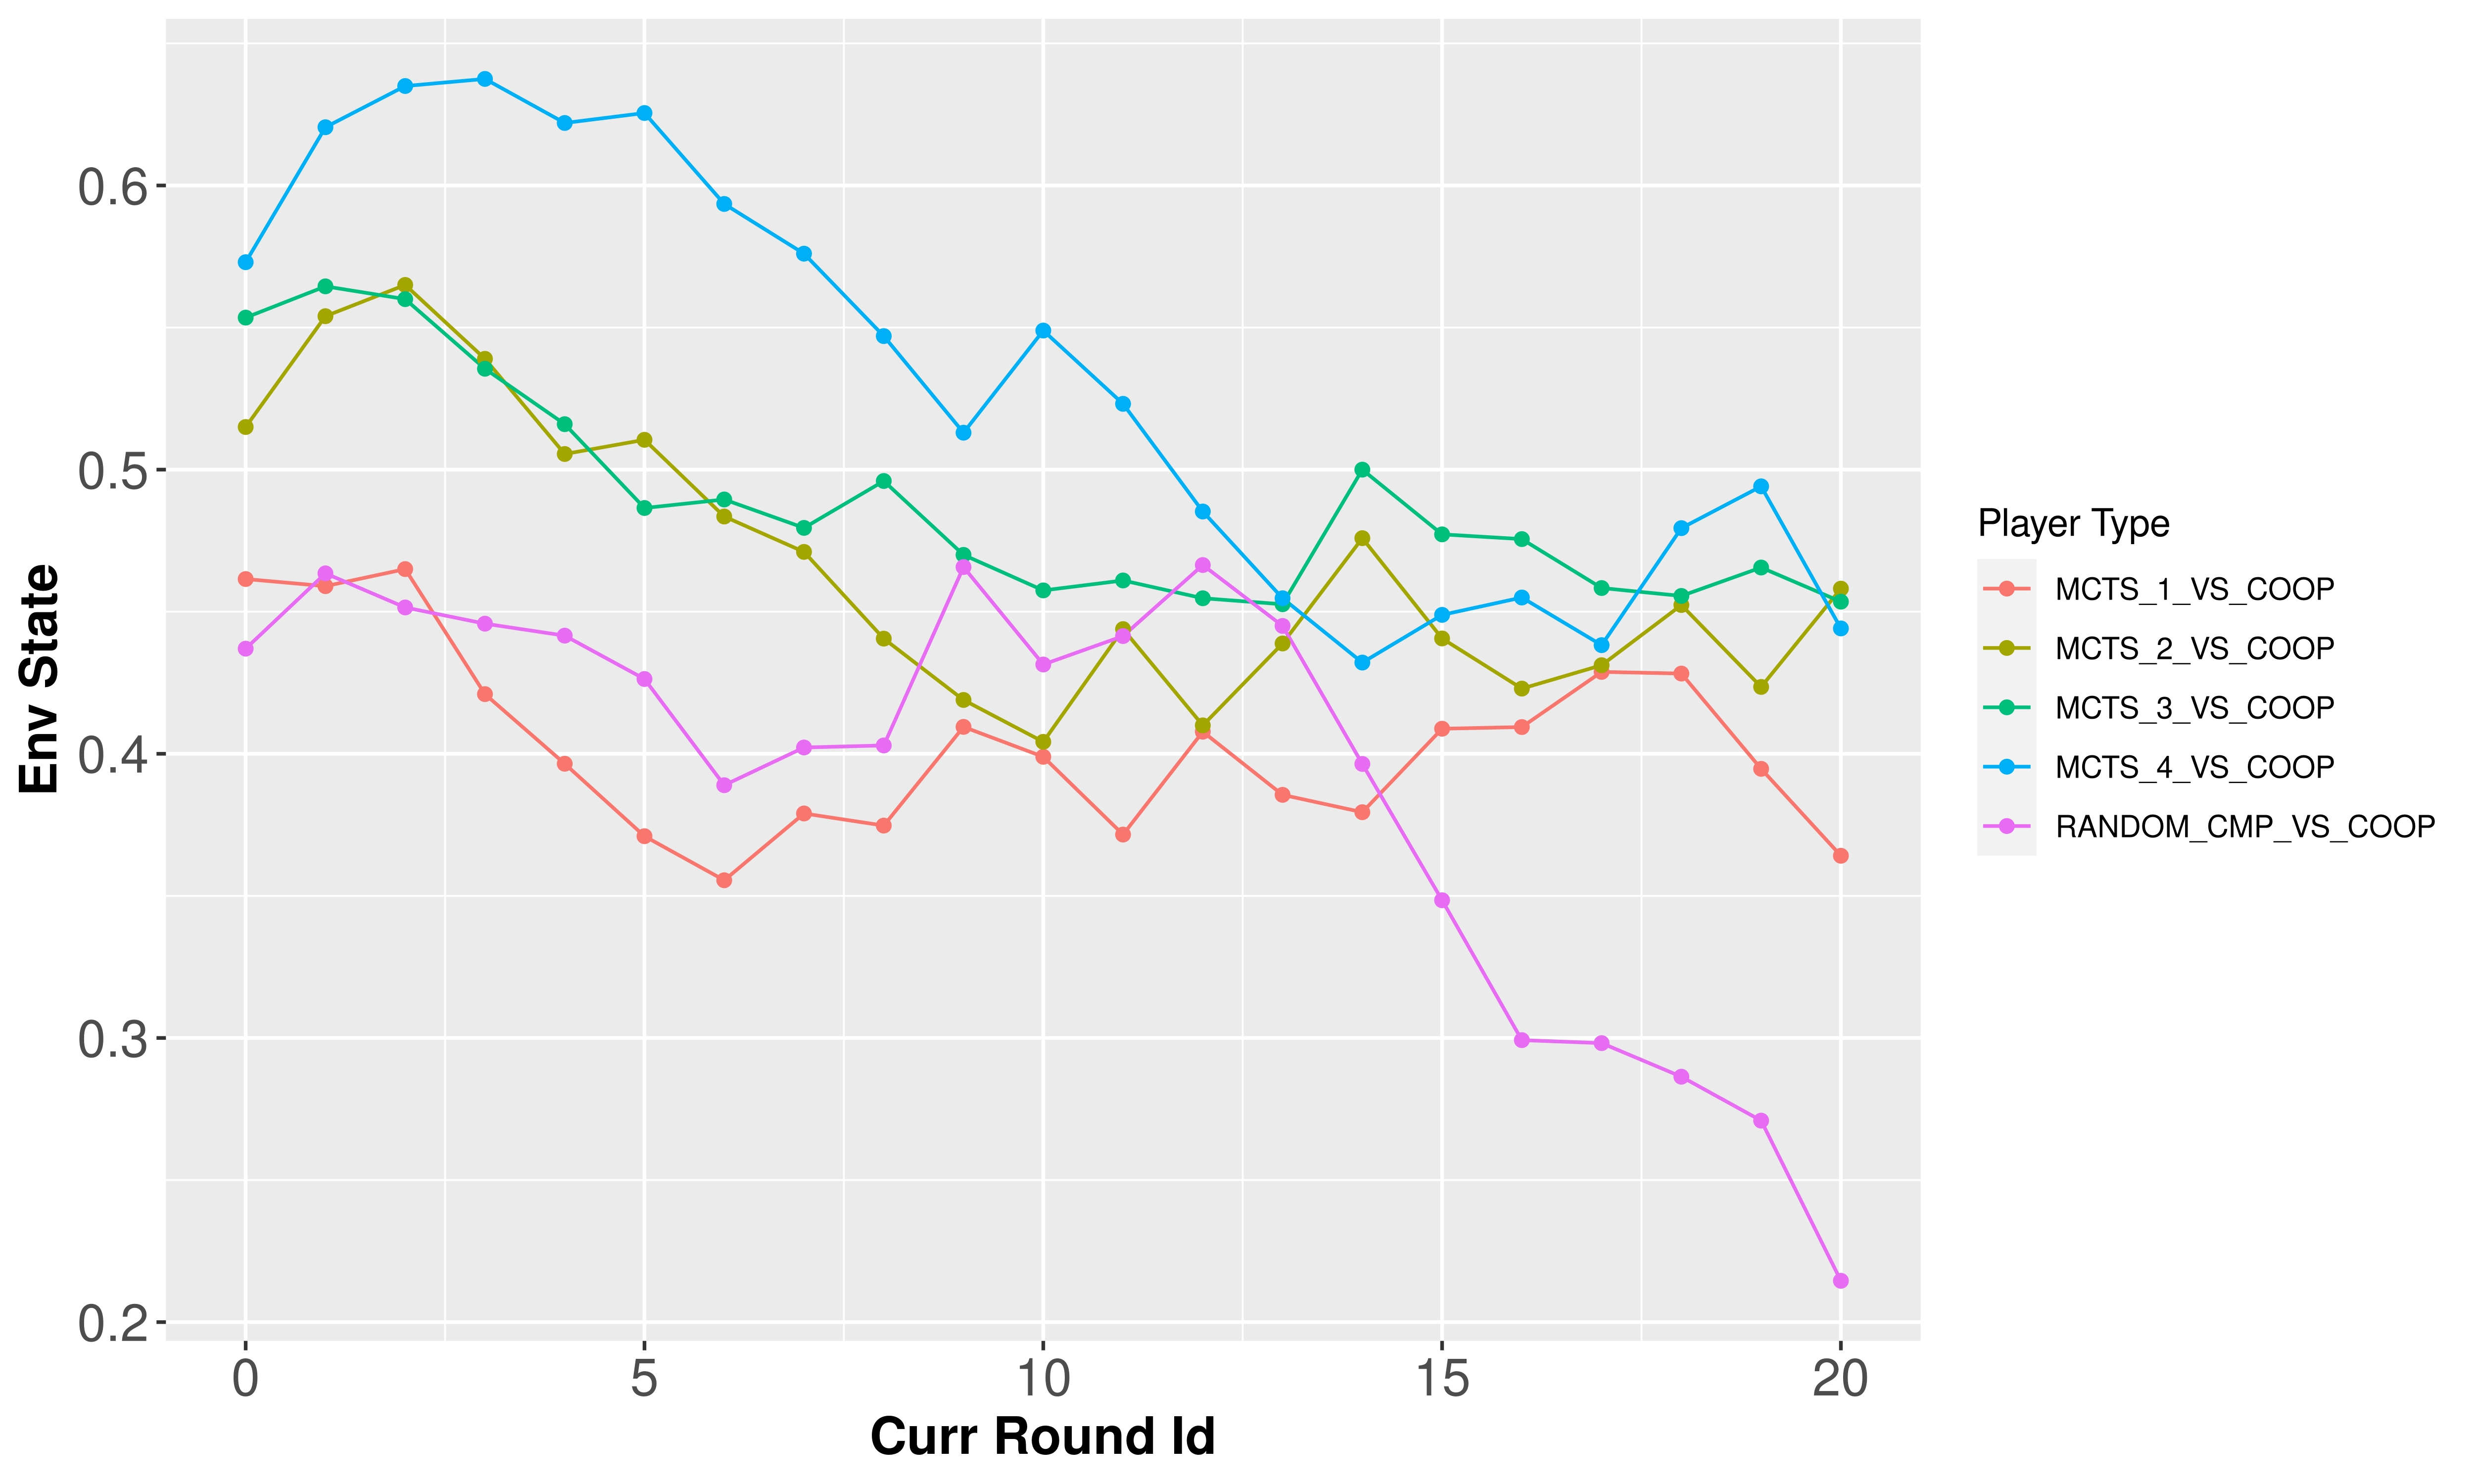 0.6
0.5
0.4
0.3
0.2
Env State
0 5 10 15 20
Curr Round Id
Player Type
MCTS_1_VS_COOP
MCTS_2_VS_COOP
MCTS_3_VS_COOP
MCTS_4_VS_COOP
RANDOM_CMP_VS_COOP